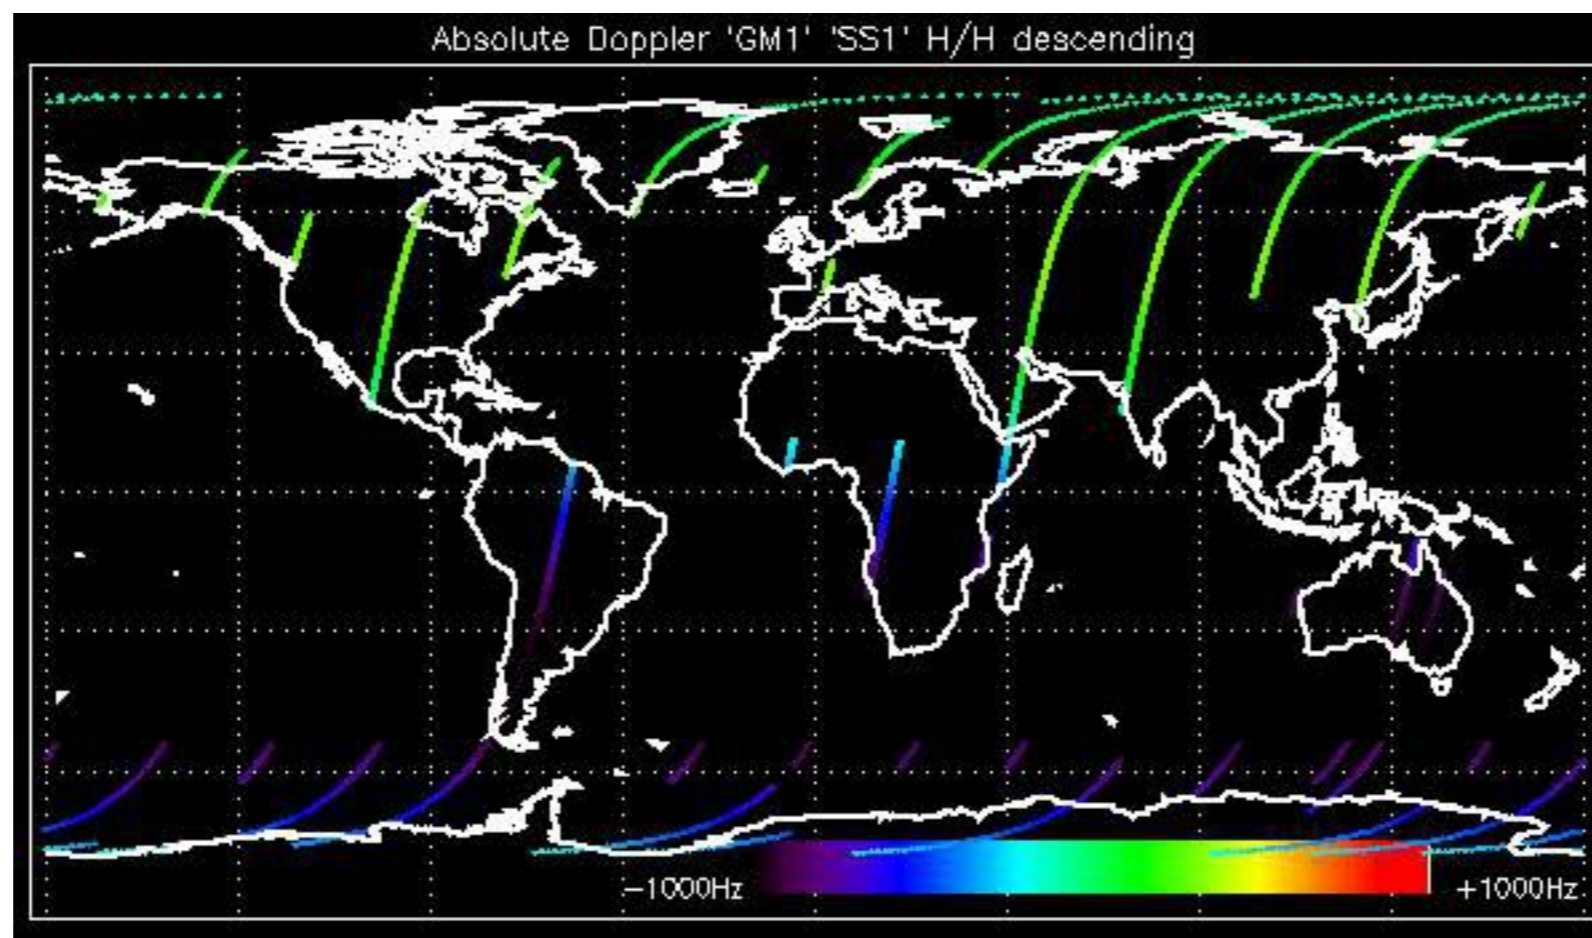 Absolute Doppler 'GM1' 'SS1' H/H descending
−1000Hz +1000Hz